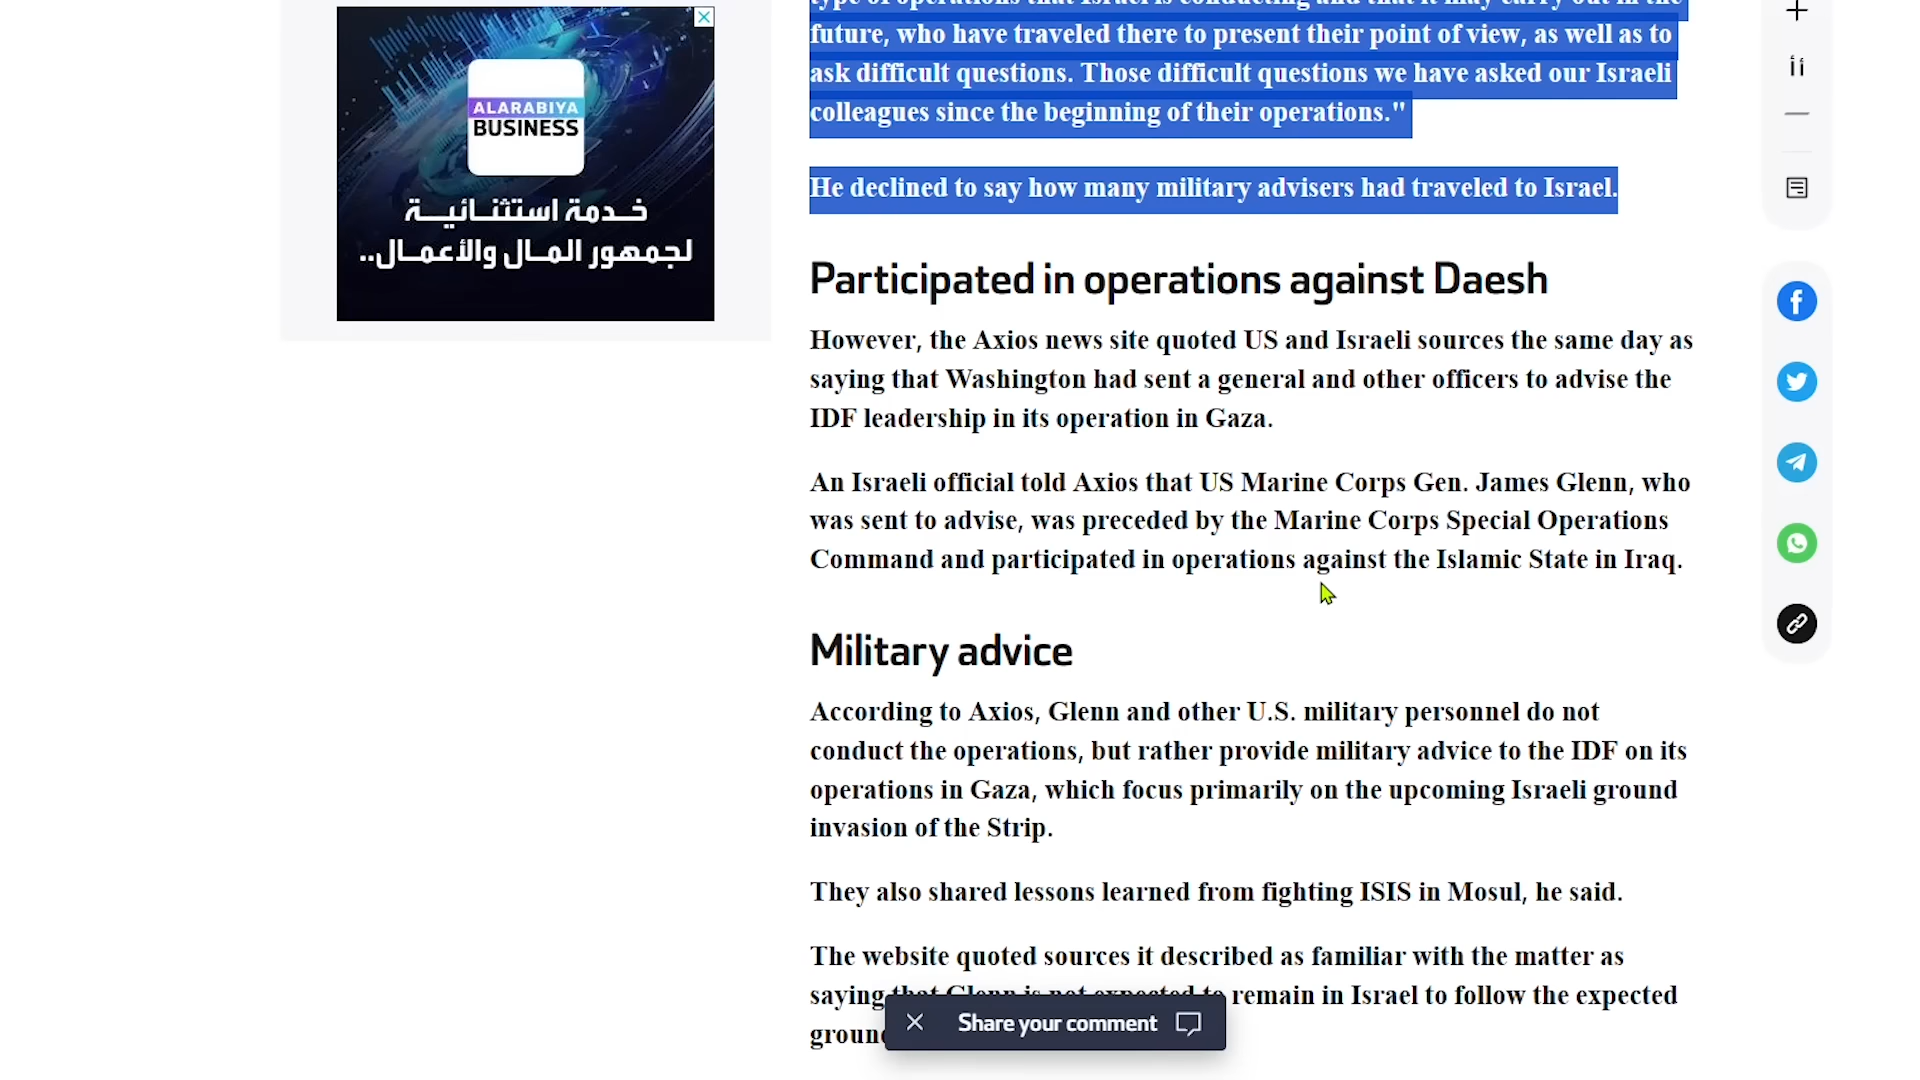 ALARABIYA
BUSINESS
خدمة استثنائية
لجمهور المال والأعمال..
future, who have traveled there to present their point of view, as well as to
ask difficult questions. Those difficult questions we have asked our Israeli
colleagues since the beginning of their operations."
He declined to say how many military advisers had traveled to Israel.
Participated in operations against Daesh
However, the Axios news site quoted US and Israeli sources the same day as
saying that Washington had sent a general and other officers to advise the
IDF leadership in its operation in Gaza.
An Israeli official told Axios that US Marine Corps Gen. James Glenn, who
was sent to advise, was preceded by the Marine Corps Special Operations
Command and participated in operations against the Islamic State in Iraq.
Military advice
According to Axios, Glenn and other U.S. military personnel do not
conduct the operations, but rather provide military advice to the IDF on its
operations in Gaza, which focus primarily on the upcoming Israeli ground
invasion of the Strip.
They also shared lessons learned from fighting ISIS in Mosul, he said.
The website quoted sources it described as familiar with the matter as
saying that Glenn is not expected to remain in Israel to follow the expected
Share your comment